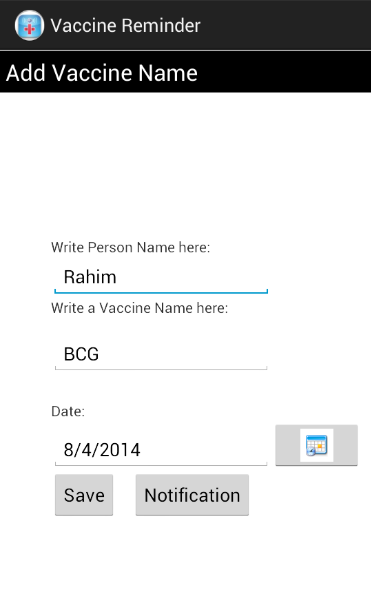 Vaccine Reminder
Add Vaccine Name
Write Person Name here:
Rahim
Write a Vaccine Name here:
BCG
Date:
8/4/2014
Save Notification